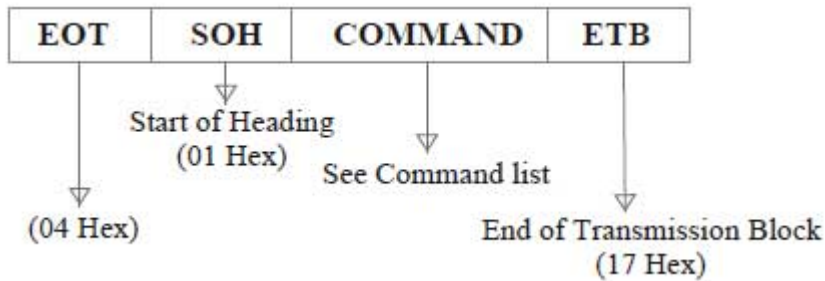 EOT SOH COMMAND ETB
Start of Heading
(01 Hex)
See Command list
(04 Hex)
End of Transmission Block
(17 Hex)